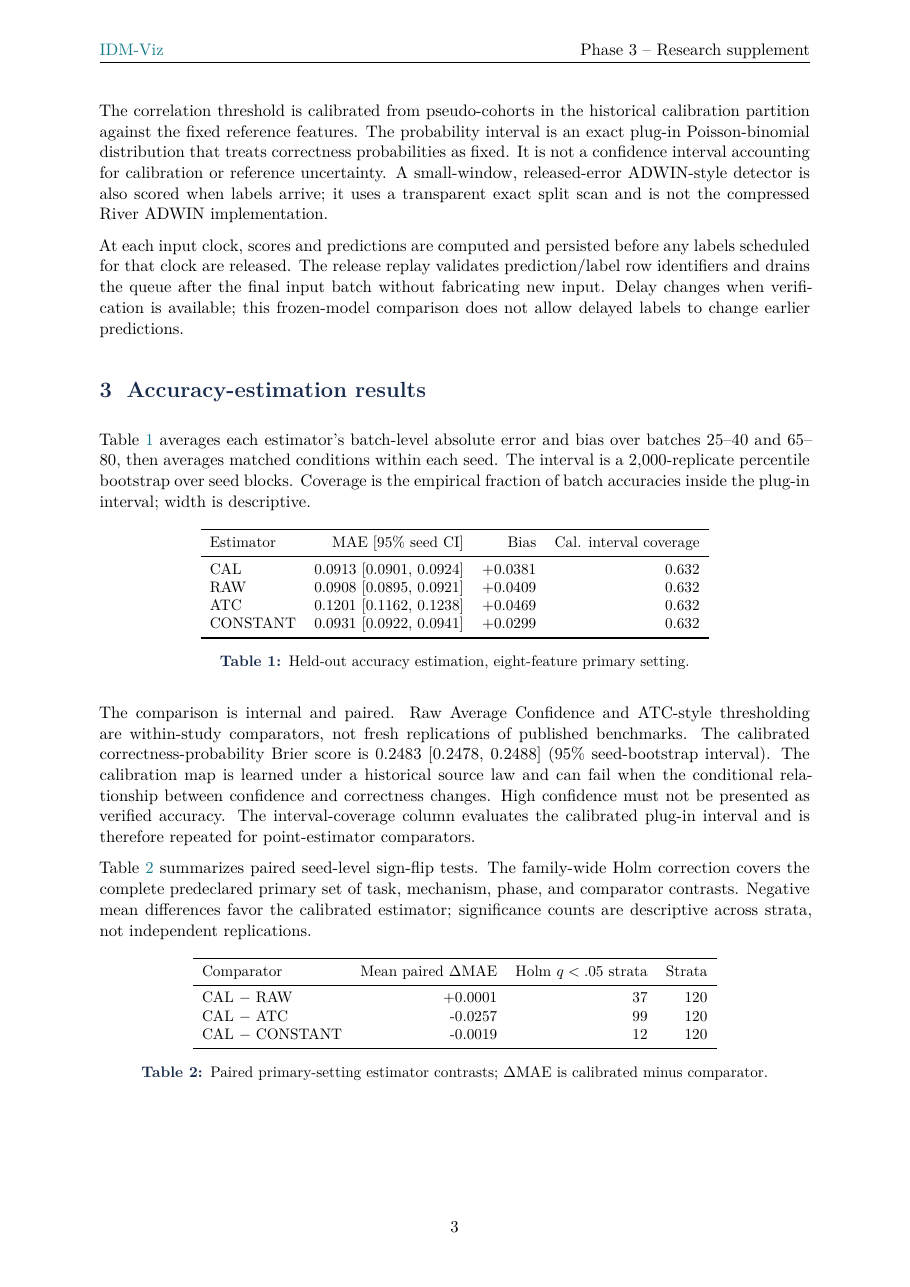 IDM-Viz Phase 3 – Research supplement
The correlation threshold is calibrated from pseudo-cohorts in the historical calibration partition
against the fixed reference features. The probability interval is an exact plug-in Poisson-binomial
distribution that treats correctness probabilities as fixed. It is not a confidence interval accounting
for calibration or reference uncertainty. A small-window, released-error ADWIN-style detector is
also scored when labels arrive; it uses a transparent exact split scan and is not the compressed
River ADWIN implementation.
At each input clock, scores and predictions are computed and persisted before any labels scheduled
for that clock are released. The release replay validates prediction/label row identifiers and drains
the queue after the final input batch without fabricating new input. Delay changes when verifi-
cation is available; this frozen-model comparison does not allow delayed labels to change earlier
predictions.
3 Accuracy-estimation results
Table 1 averages each estimator's batch-level absolute error and bias over batches 25–40 and 65–
80, then averages matched conditions within each seed. The interval is a 2,000-replicate percentile
bootstrap over seed blocks. Coverage is the empirical fraction of batch accuracies inside the plug-in
interval; width is descriptive.
Estimator MAE [95% seed CI] Bias Cal. interval coverage
CAL 0.0913 [0.0901, 0.0924] +0.0381 0.632
RAW 0.0908 [0.0895, 0.0921] +0.0409 0.632
ATC 0.1201 [0.1162, 0.1238] +0.0469 0.632
CONSTANT 0.0931 [0.0922, 0.0941] +0.0299 0.632
Table 1: Held-out accuracy estimation, eight-feature primary setting.
The comparison is internal and paired. Raw Average Confidence and ATC-style thresholding
are within-study comparators, not fresh replications of published benchmarks. The calibrated
correctness-probability Brier score is 0.2483 [0.2478, 0.2488] (95% seed-bootstrap interval). The
calibration map is learned under a historical source law and can fail when the conditional rela-
tionship between confidence and correctness changes. High confidence must not be presented as
verified accuracy. The interval-coverage column evaluates the calibrated plug-in interval and is
therefore repeated for point-estimator comparators.
Table 2 summarizes paired seed-level sign-flip tests. The family-wide Holm correction covers the
complete predeclared primary set of task, mechanism, phase, and comparator contrasts. Negative
mean differences favor the calibrated estimator; significance counts are descriptive across strata,
not independent replications.
Comparator Mean paired ΔMAE Holm q < .05 strata Strata
CAL − RAW +0.0001 37 120
CAL − ATC -0.0257 99 120
CAL − CONSTANT -0.0019 12 120
Table 2: Paired primary-setting estimator contrasts; ΔMAE is calibrated minus comparator.
3